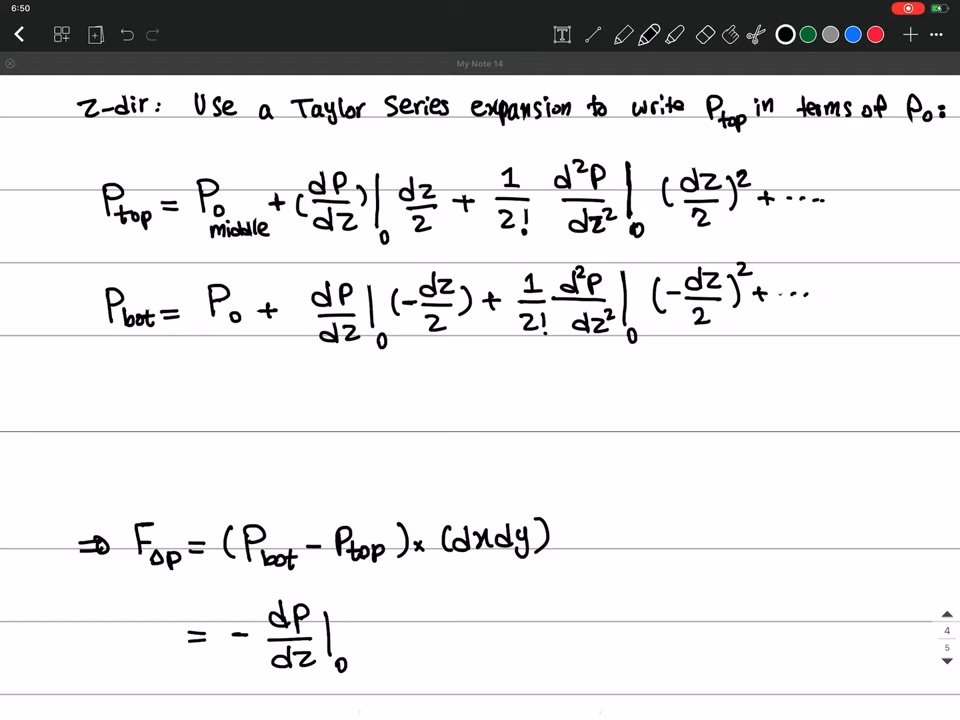 6:50
My Note 14
z-dir: Use a Taylor Series expansion to write P_top in terms of P_0:
P_top = P_0 middle + (dP/dz)|_0 dz/2 + 1/2! d²P/dz²|_0 (dz/2)² + ....
P_bot = P_0 + dP/dz|_0 (-dz/2) + 1/2! d²P/dz²|_0 (-dz/2)² + ...
⇒ F_ΔP = (P_bot - P_top) × (dxdy)
= - dP/dz|_0
4
5